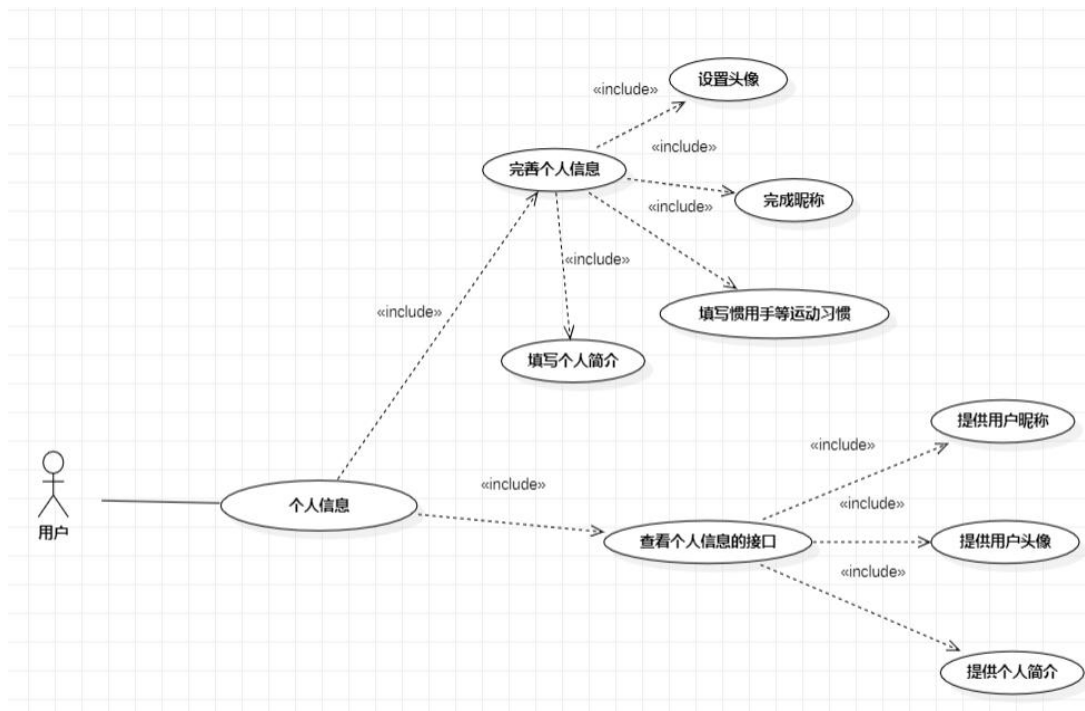 设置头像
«include»
«include»
完善个人信息
完成昵称
«include»
«include»
«include»
填写惯用手等运动习惯
填写个人简介
提供用户昵称
«include»
«include»
个人信息
«include»
用户
查看个人信息的接口
提供用户头像
«include»
提供个人简介